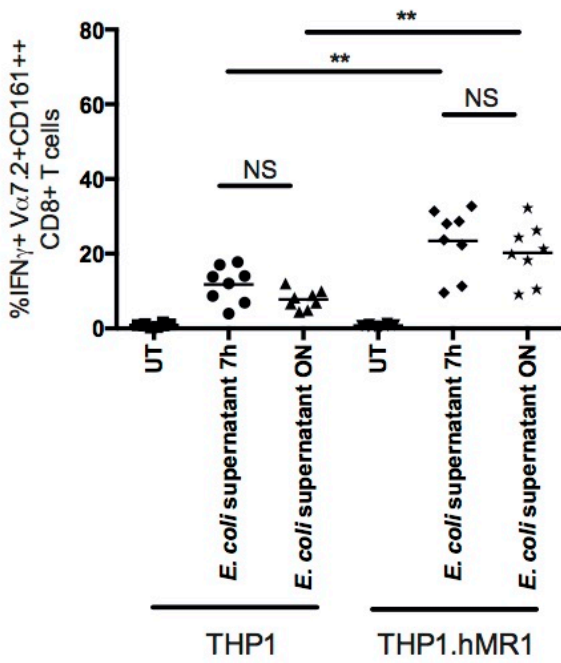 80
60
40
20
0
%IFNγ+ Vα7.2+CD161++
CD8+ T cells
**
**
NS
NS
UT
E. coli supernatant 7h
E. coli supernatant ON
UT
E. coli supernatant 7h
E. coli supernatant ON
THP1
THP1.hMR1